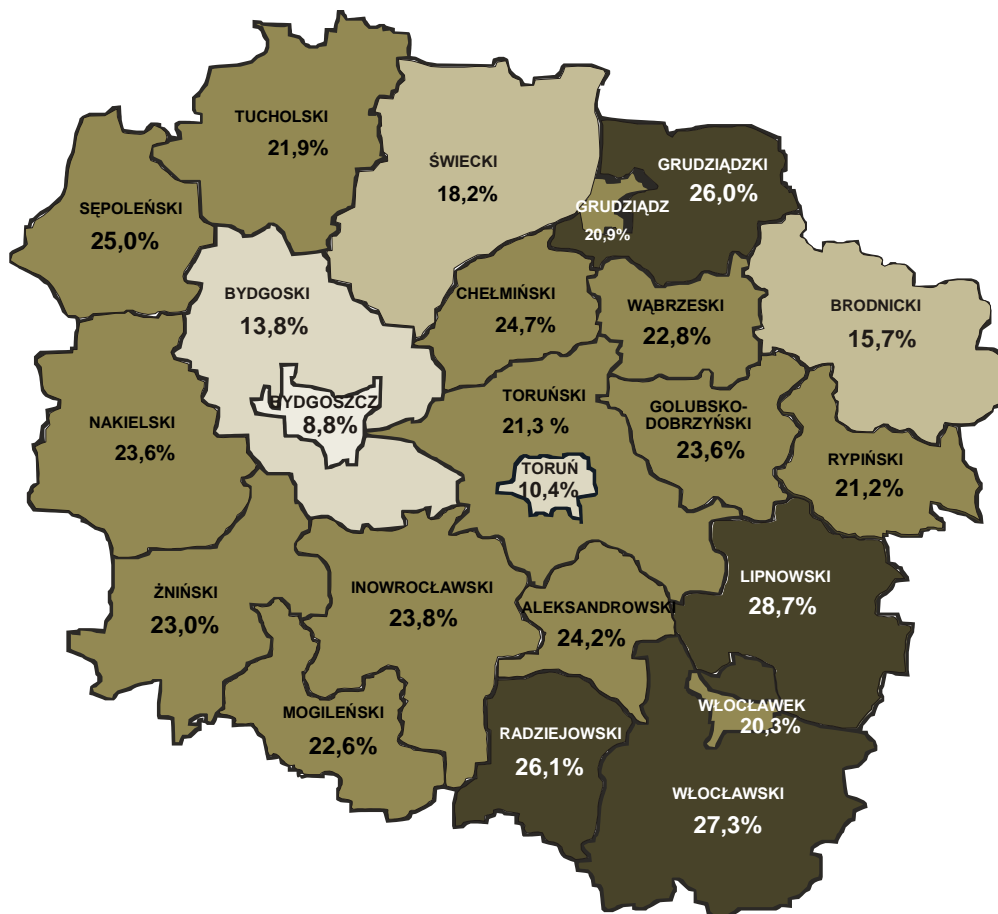 TUCHOLSKI
21,9%
ŚWIECKI
18,2%
GRUDZIĄDZKI
26,0%
GRUDZIĄDZ
20,9%
SĘPOLEŃSKI
25,0%
BYDGOSKI
13,8%
CHEŁMIŃSKI
24,7%
WĄBRZESKI
22,8%
BRODNICKI
15,7%
BYDGOSZCZ
8,8%
TORUŃSKI
21,3 %
GOLUBSKO-
DOBRZYŃSKI
23,6%
NAKIELSKI
23,6%
TORUŃ
10,4%
RYPIŃSKI
21,2%
ŻNIŃSKI
23,0%
INOWROCŁAWSKI
23,8%
ALEKSANDROWSKI
24,2%
LIPNOWSKI
28,7%
MOGILEŃSKI
22,6%
RADZIEJOWSKI
26,1%
WŁOCŁAWEK
20,3%
WŁOCŁAWSKI
27,3%